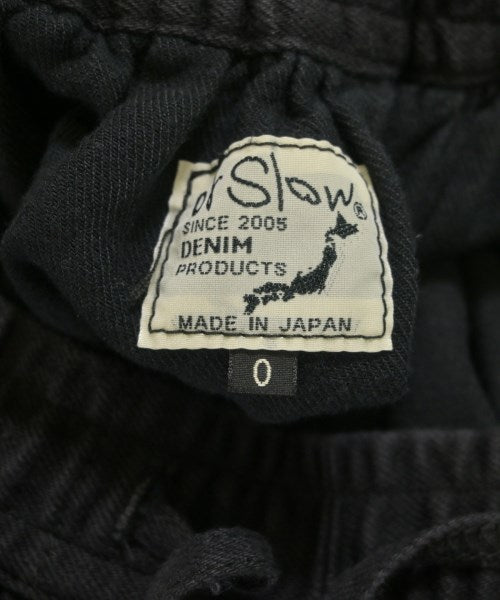 orSlow®
SINCE 2005
DENIM
PRODUCTS
MADE IN JAPAN
0